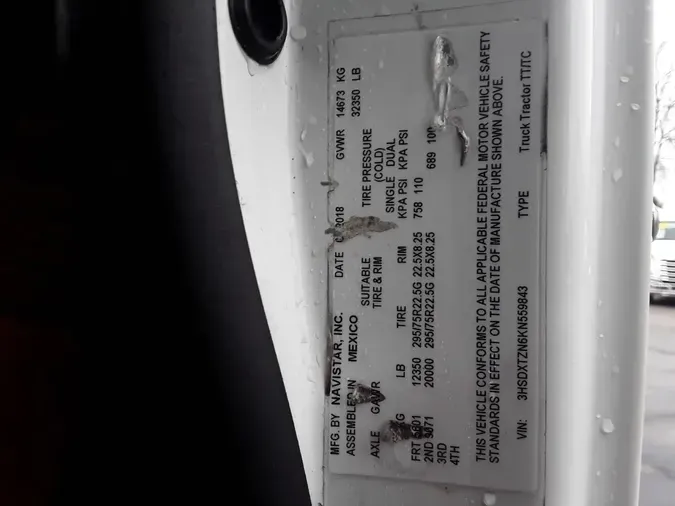 MFG. BY NAVISTAR, INC. DATE 2018 GVWR 14673 KG
ASSEMBLED IN MEXICO 32350 LB
SUITABLE TIRE PRESSURE
TIRE & RIM (COLD)
AXLE GAWR SINGLE DUAL
LB TIRE RIM KPA PSI KPA PSI
FRT 12350 295/75R22.5G 22.5X8.25 758 110
2ND 20000 295/75R22.5G 22.5X8.25 689 100
3RD
4TH
THIS VEHICLE CONFORMS TO ALL APPLICABLE FEDERAL MOTOR VEHICLE SAFETY
STANDARDS IN EFFECT ON THE DATE OF MANUFACTURE SHOWN ABOVE.
VIN: 3HSDXTZN6KN559843 TYPE Truck Tractor TT/TC